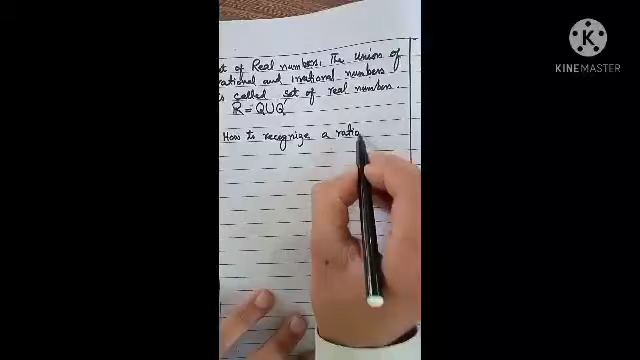 et of Real numbers: The union of
rational and irrational numbers
is called set of real numbers.
R = QUQ'
How to recognize a ratio
KINEMASTER